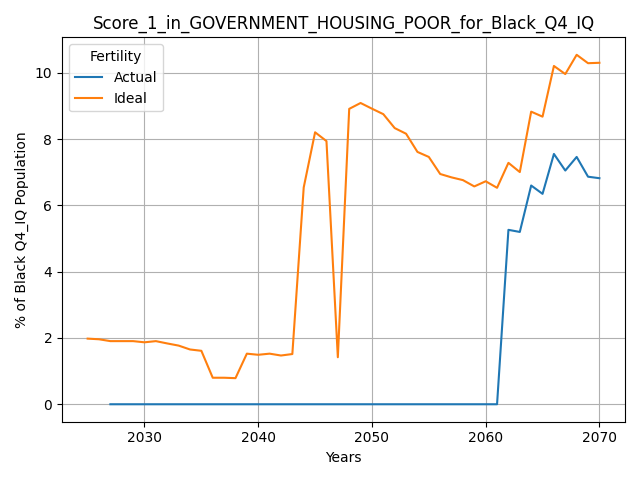 Score_1_in_GOVERNMENT_HOUSING_POOR_for_Black_Q4_IQ
Fertility
Actual
Ideal
% of Black Q4_IQ Population
10
8
6
4
2
0
2030
2040
2050
2060
2070
Years